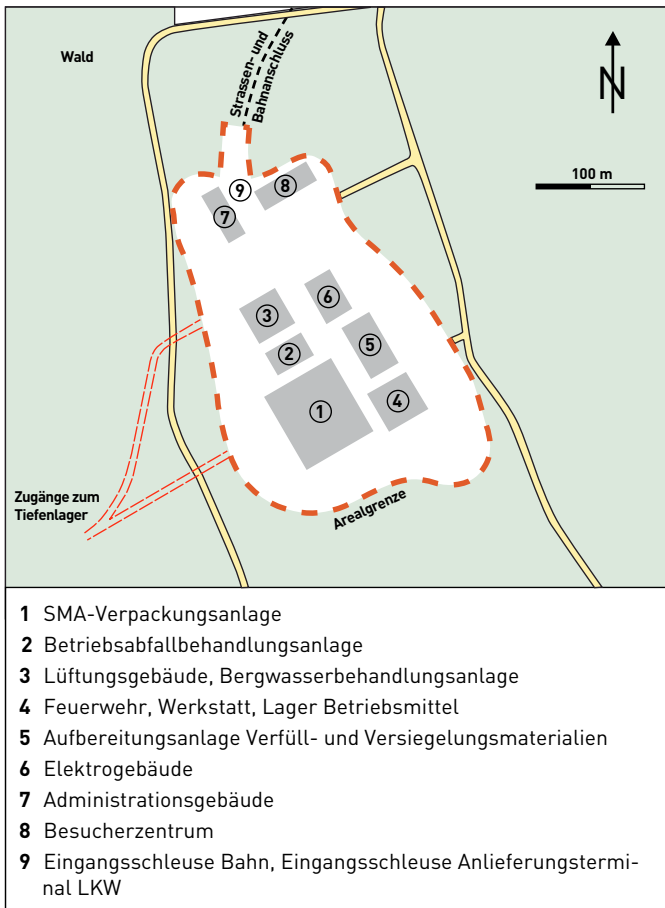 Wald
Strassen- und
Bahnanschluss
N
100 m
9
8
7
6
3
5
2
4
1
Zugänge zum
Tiefenlager
Arealgrenze
1 SMA-Verpackungsanlage
2 Betriebsabfallbehandlungsanlage
3 Lüftungsgebäude, Bergwasserbehandlungsanlage
4 Feuerwehr, Werkstatt, Lager Betriebsmittel
5 Aufbereitungsanlage Verfüll- und Versiegelungsmaterialien
6 Elektrogebäude
7 Administrationsgebäude
8 Besucherzentrum
9 Eingangsschleuse Bahn, Eingangsschleuse Anlieferungstermi-
nal LKW